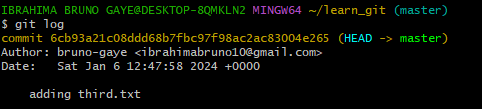 IBRAHIMA BRUNO GAYE@DESKTOP-8QMKLN2 MINGW64 ~/learn_git (master)
$ git log
commit 6cb93a21c08ddd68b7fbc97f98ac2ac83004e265 (HEAD -> master)
Author: bruno-gaye <ibrahimabruno10@gmail.com>
Date:   Sat Jan 6 12:47:58 2024 +0000
    adding third.txt